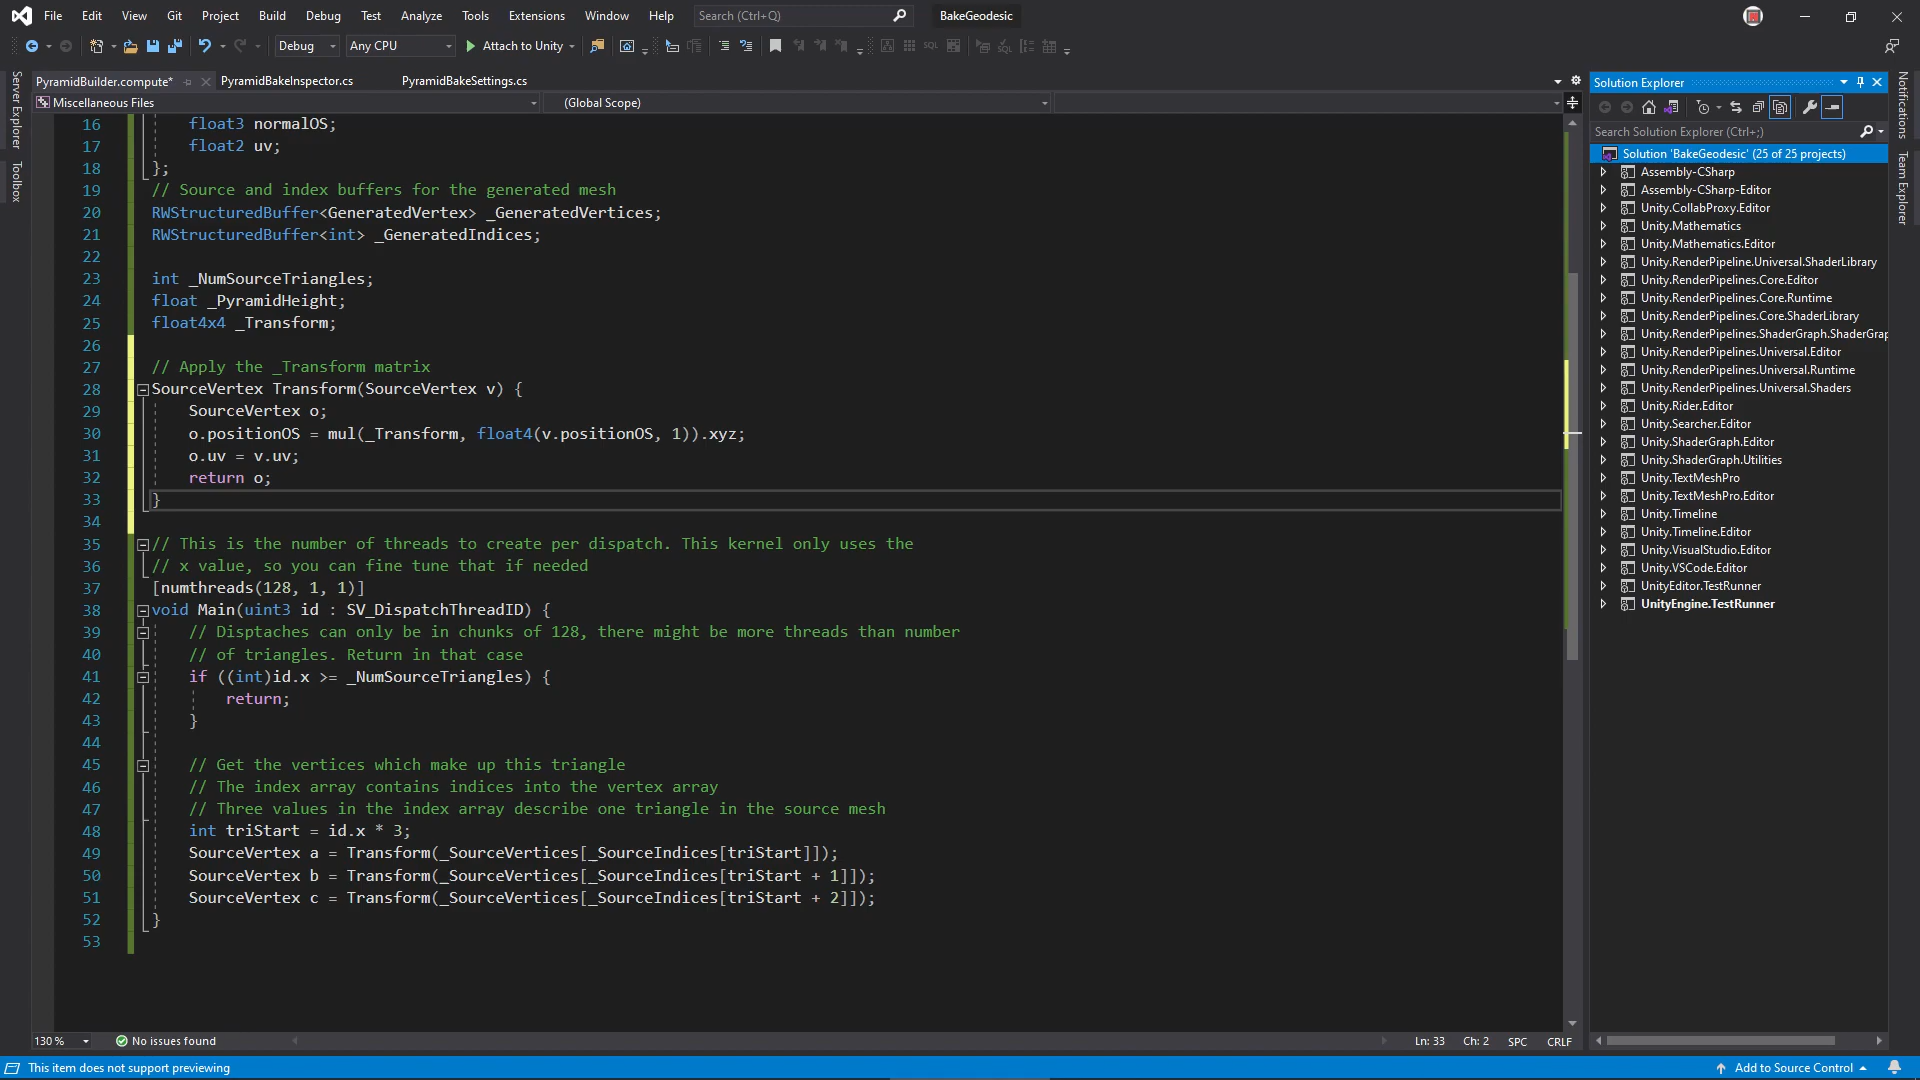 File Edit View Git Project Build Debug Test Analyze Tools Extensions Window Help Search (Ctrl+Q) BakeGeodesic
Debug Any CPU Attach to Unity
Server Explorer
Toolbox
PyramidBuilder.compute* PyramidBakeInspector.cs PyramidBakeSettings.cs
Miscellaneous Files (Global Scope)
16 float3 normalOS;
17 float2 uv;
18 };
19 // Source and index buffers for the generated mesh
20 RWStructuredBuffer<GeneratedVertex> _GeneratedVertices;
21 RWStructuredBuffer<int> _GeneratedIndices;
22
23 int _NumSourceTriangles;
24 float _PyramidHeight;
25 float4x4 _Transform;
26
27 // Apply the _Transform matrix
28 SourceVertex Transform(SourceVertex v) {
29 SourceVertex o;
30 o.positionOS = mul(_Transform, float4(v.positionOS, 1)).xyz;
31 o.uv = v.uv;
32 return o;
33 }
34
35 // This is the number of threads to create per dispatch. This kernel only uses the
36 // x value, so you can fine tune that if needed
37 [numthreads(128, 1, 1)]
38 void Main(uint3 id : SV_DispatchThreadID) {
39 // Disptaches can only be in chunks of 128, there might be more threads than number
40 // of triangles. Return in that case
41 if ((int)id.x >= _NumSourceTriangles) {
42 return;
43 }
44
45 // Get the vertices which make up this triangle
46 // The index array contains indices into the vertex array
47 // Three values in the index array describe one triangle in the source mesh
48 int triStart = id.x * 3;
49 SourceVertex a = Transform(_SourceVertices[_SourceIndices[triStart]]);
50 SourceVertex b = Transform(_SourceVertices[_SourceIndices[triStart + 1]]);
51 SourceVertex c = Transform(_SourceVertices[_SourceIndices[triStart + 2]]);
52 }
53
130 % No issues found Ln: 33 Ch: 2 SPC CRLF
Solution Explorer
Search Solution Explorer (Ctrl+;)
Solution 'BakeGeodesic' (25 of 25 projects)
Assembly-CSharp
Assembly-CSharp-Editor
Unity.CollabProxy.Editor
Unity.Mathematics
Unity.Mathematics.Editor
Unity.RenderPipeline.Universal.ShaderLibrary
Unity.RenderPipelines.Core.Editor
Unity.RenderPipelines.Core.Runtime
Unity.RenderPipelines.Core.ShaderLibrary
Unity.RenderPipelines.ShaderGraph.ShaderGrap
Unity.RenderPipelines.Universal.Editor
Unity.RenderPipelines.Universal.Runtime
Unity.RenderPipelines.Universal.Shaders
Unity.Rider.Editor
Unity.Searcher.Editor
Unity.ShaderGraph.Editor
Unity.ShaderGraph.Utilities
Unity.TextMeshPro
Unity.TextMeshPro.Editor
Unity.Timeline
Unity.Timeline.Editor
Unity.VisualStudio.Editor
Unity.VSCode.Editor
UnityEditor.TestRunner
UnityEngine.TestRunner
Notifications
Team Explorer
This item does not support previewing Add to Source Control